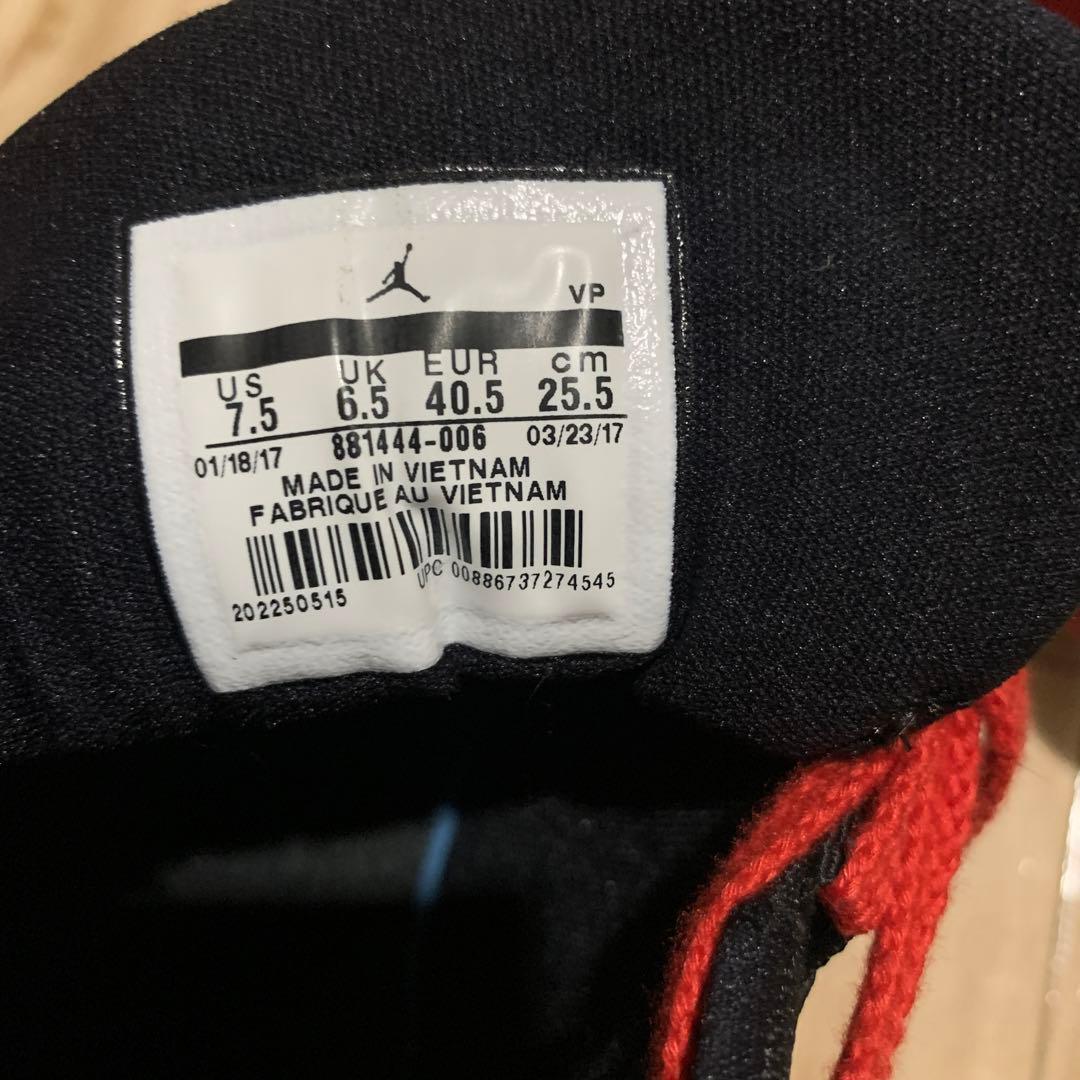 VP
US UK EUR cm
7.5 6.5 40.5 25.5
01/18/17 881444-006 03/23/17
MADE IN VIETNAM
FABRIQUE AU VIETNAM
202250515 UPC 00886737274545